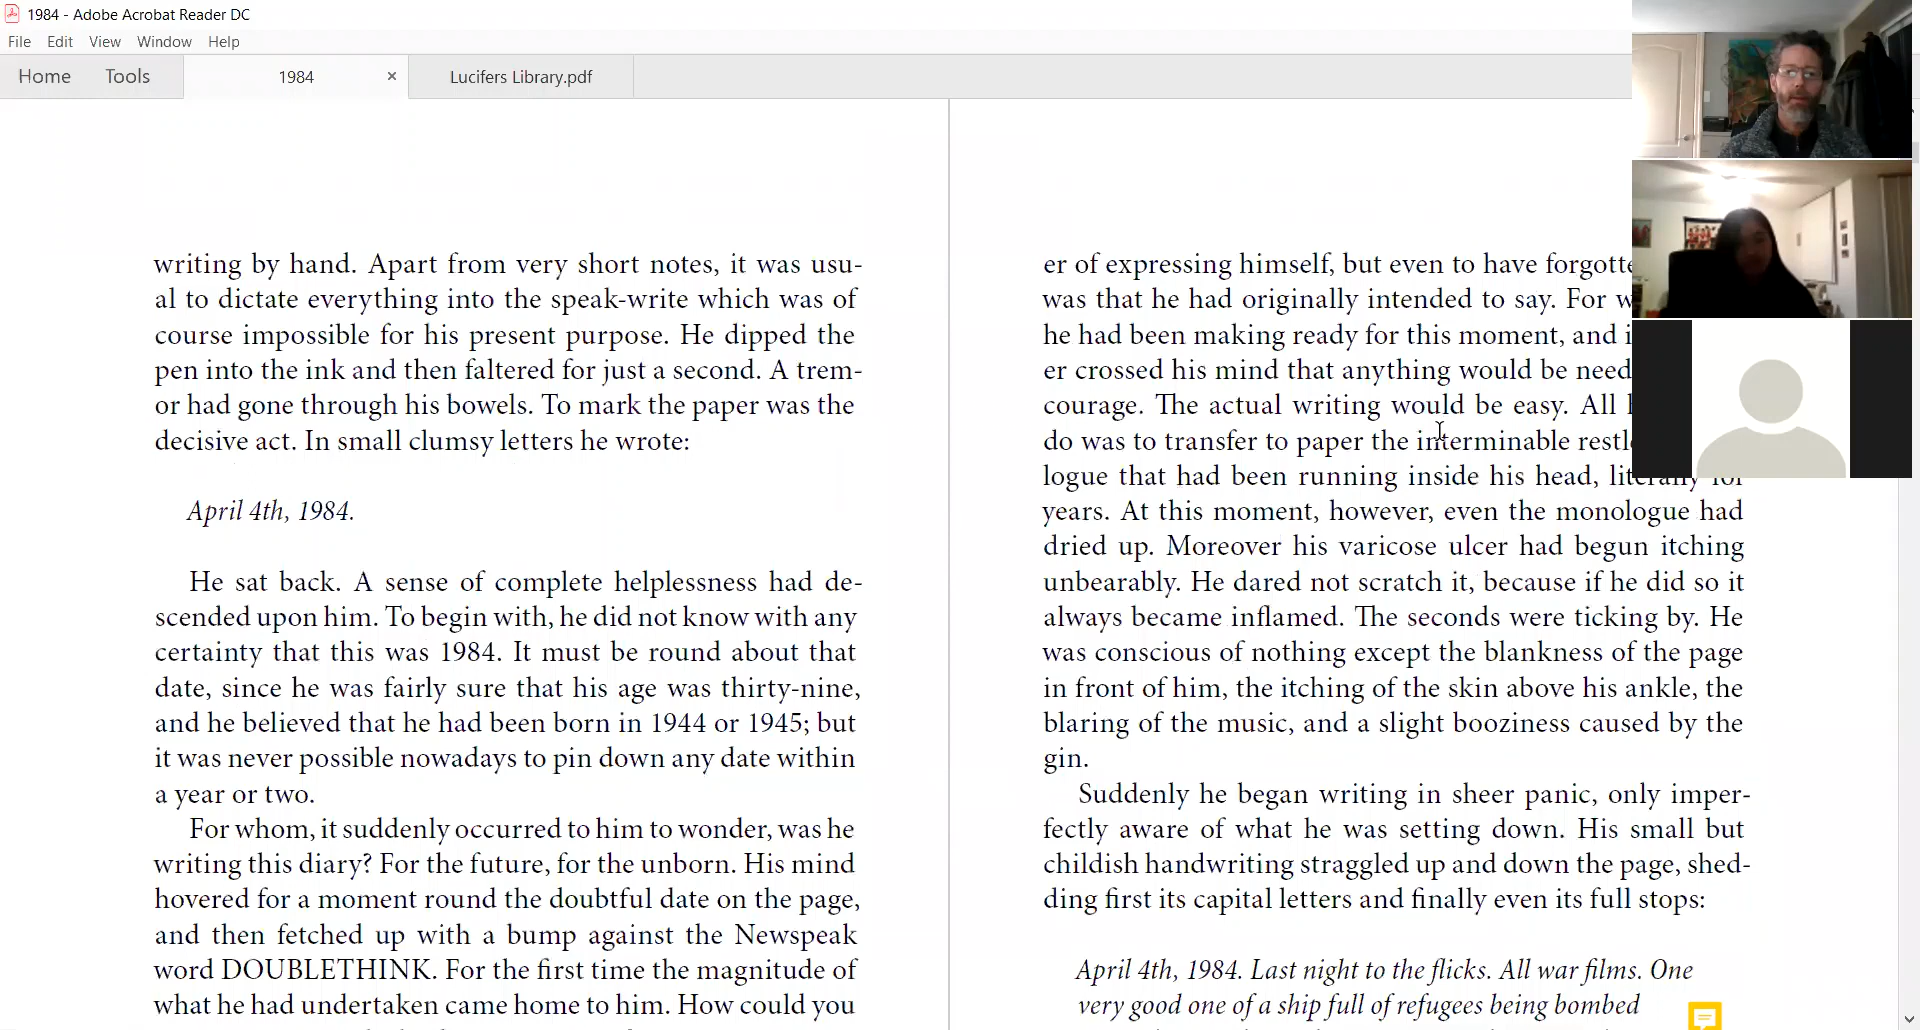 1984 - Adobe Acrobat Reader DC
File Edit View Window Help
Home Tools 1984 × Lucifers Library.pdf
writing by hand. Apart from very short notes, it was usu-
al to dictate everything into the speak-write which was of
course impossible for his present purpose. He dipped the
pen into the ink and then faltered for just a second. A trem-
or had gone through his bowels. To mark the paper was the
decisive act. In small clumsy letters he wrote:
April 4th, 1984.
He sat back. A sense of complete helplessness had de-
scended upon him. To begin with, he did not know with any
certainty that this was 1984. It must be round about that
date, since he was fairly sure that his age was thirty-nine,
and he believed that he had been born in 1944 or 1945; but
it was never possible nowadays to pin down any date within
a year or two.
For whom, it suddenly occurred to him to wonder, was he
writing this diary? For the future, for the unborn. His mind
hovered for a moment round the doubtful date on the page,
and then fetched up with a bump against the Newspeak
word DOUBLETHINK. For the first time the magnitude of
what he had undertaken came home to him. How could you
er of expressing himself, but even to have
was that he had originally intended to say. For
he had been making ready for this moment, and
er crossed his mind that anything would be
courage. The actual writing would be easy. All
do was to transfer to paper the interminable
logue that had been running inside his head, literally for
years. At this moment, however, even the monologue had
dried up. Moreover his varicose ulcer had begun itching
unbearably. He dared not scratch it, because if he did so it
always became inflamed. The seconds were ticking by. He
was conscious of nothing except the blankness of the page
in front of him, the itching of the skin above his ankle, the
blaring of the music, and a slight booziness caused by the
gin.
Suddenly he began writing in sheer panic, only imper-
fectly aware of what he was setting down. His small but
childish handwriting straggled up and down the page, shed-
ding first its capital letters and finally even its full stops:
April 4th, 1984. Last night to the flicks. All war films. One
very good one of a ship full of refugees being bombed